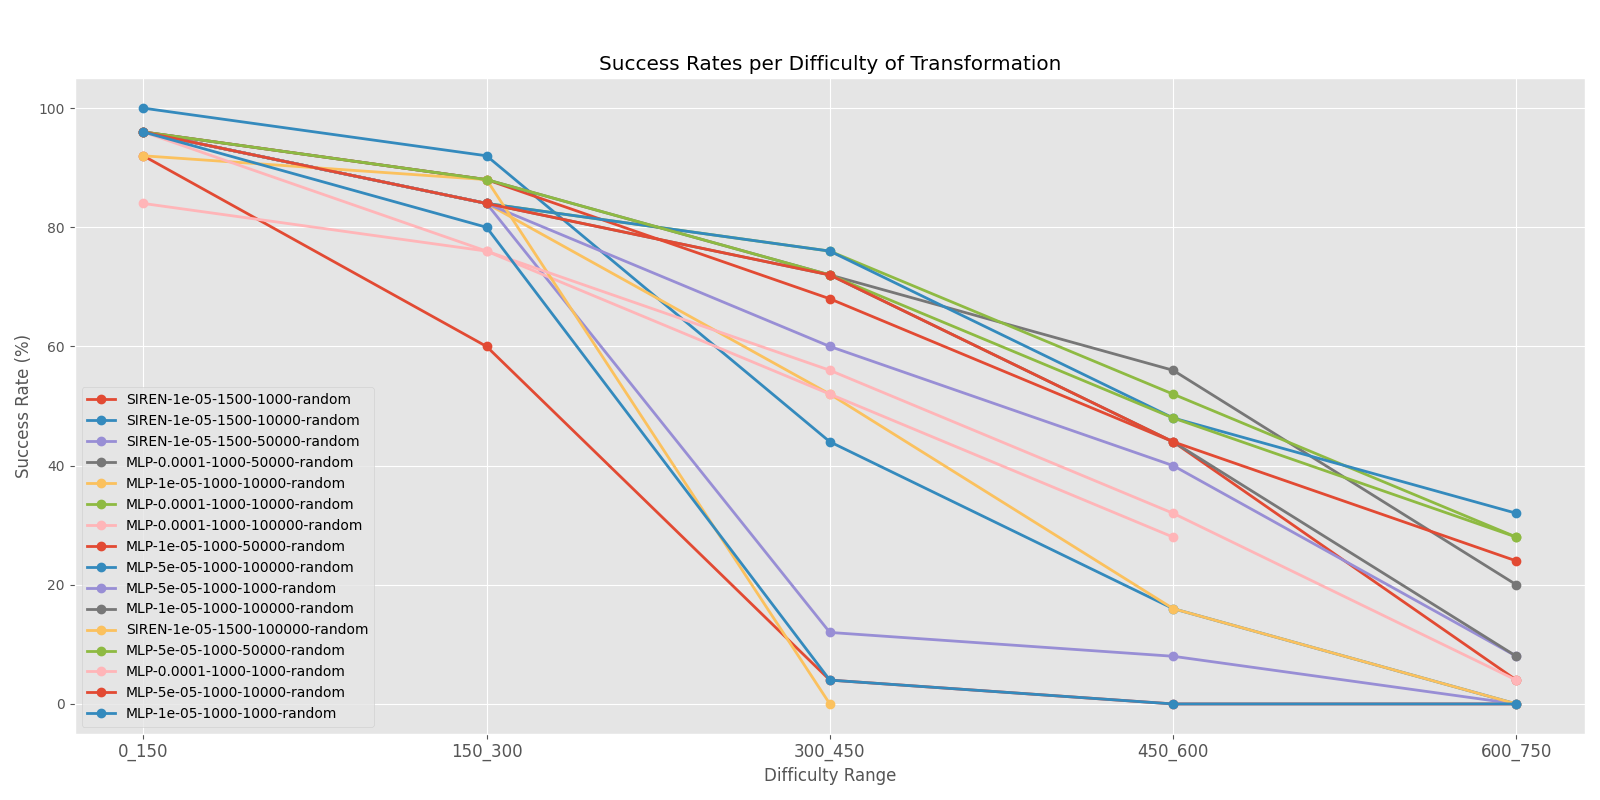 Success Rates per Difficulty of Transformation
Success Rate (%)
100
80
60
40
20
0
SIREN-1e-05-1500-1000-random
SIREN-1e-05-1500-10000-random
SIREN-1e-05-1500-50000-random
MLP-0.0001-1000-50000-random
MLP-1e-05-1000-10000-random
MLP-0.0001-1000-10000-random
MLP-0.0001-1000-100000-random
MLP-1e-05-1000-50000-random
MLP-5e-05-1000-100000-random
MLP-5e-05-1000-1000-random
MLP-1e-05-1000-100000-random
SIREN-1e-05-1500-100000-random
MLP-5e-05-1000-50000-random
MLP-0.0001-1000-1000-random
MLP-5e-05-1000-10000-random
MLP-1e-05-1000-1000-random
0_150 150_300 300_450 450_600 600_750
Difficulty Range